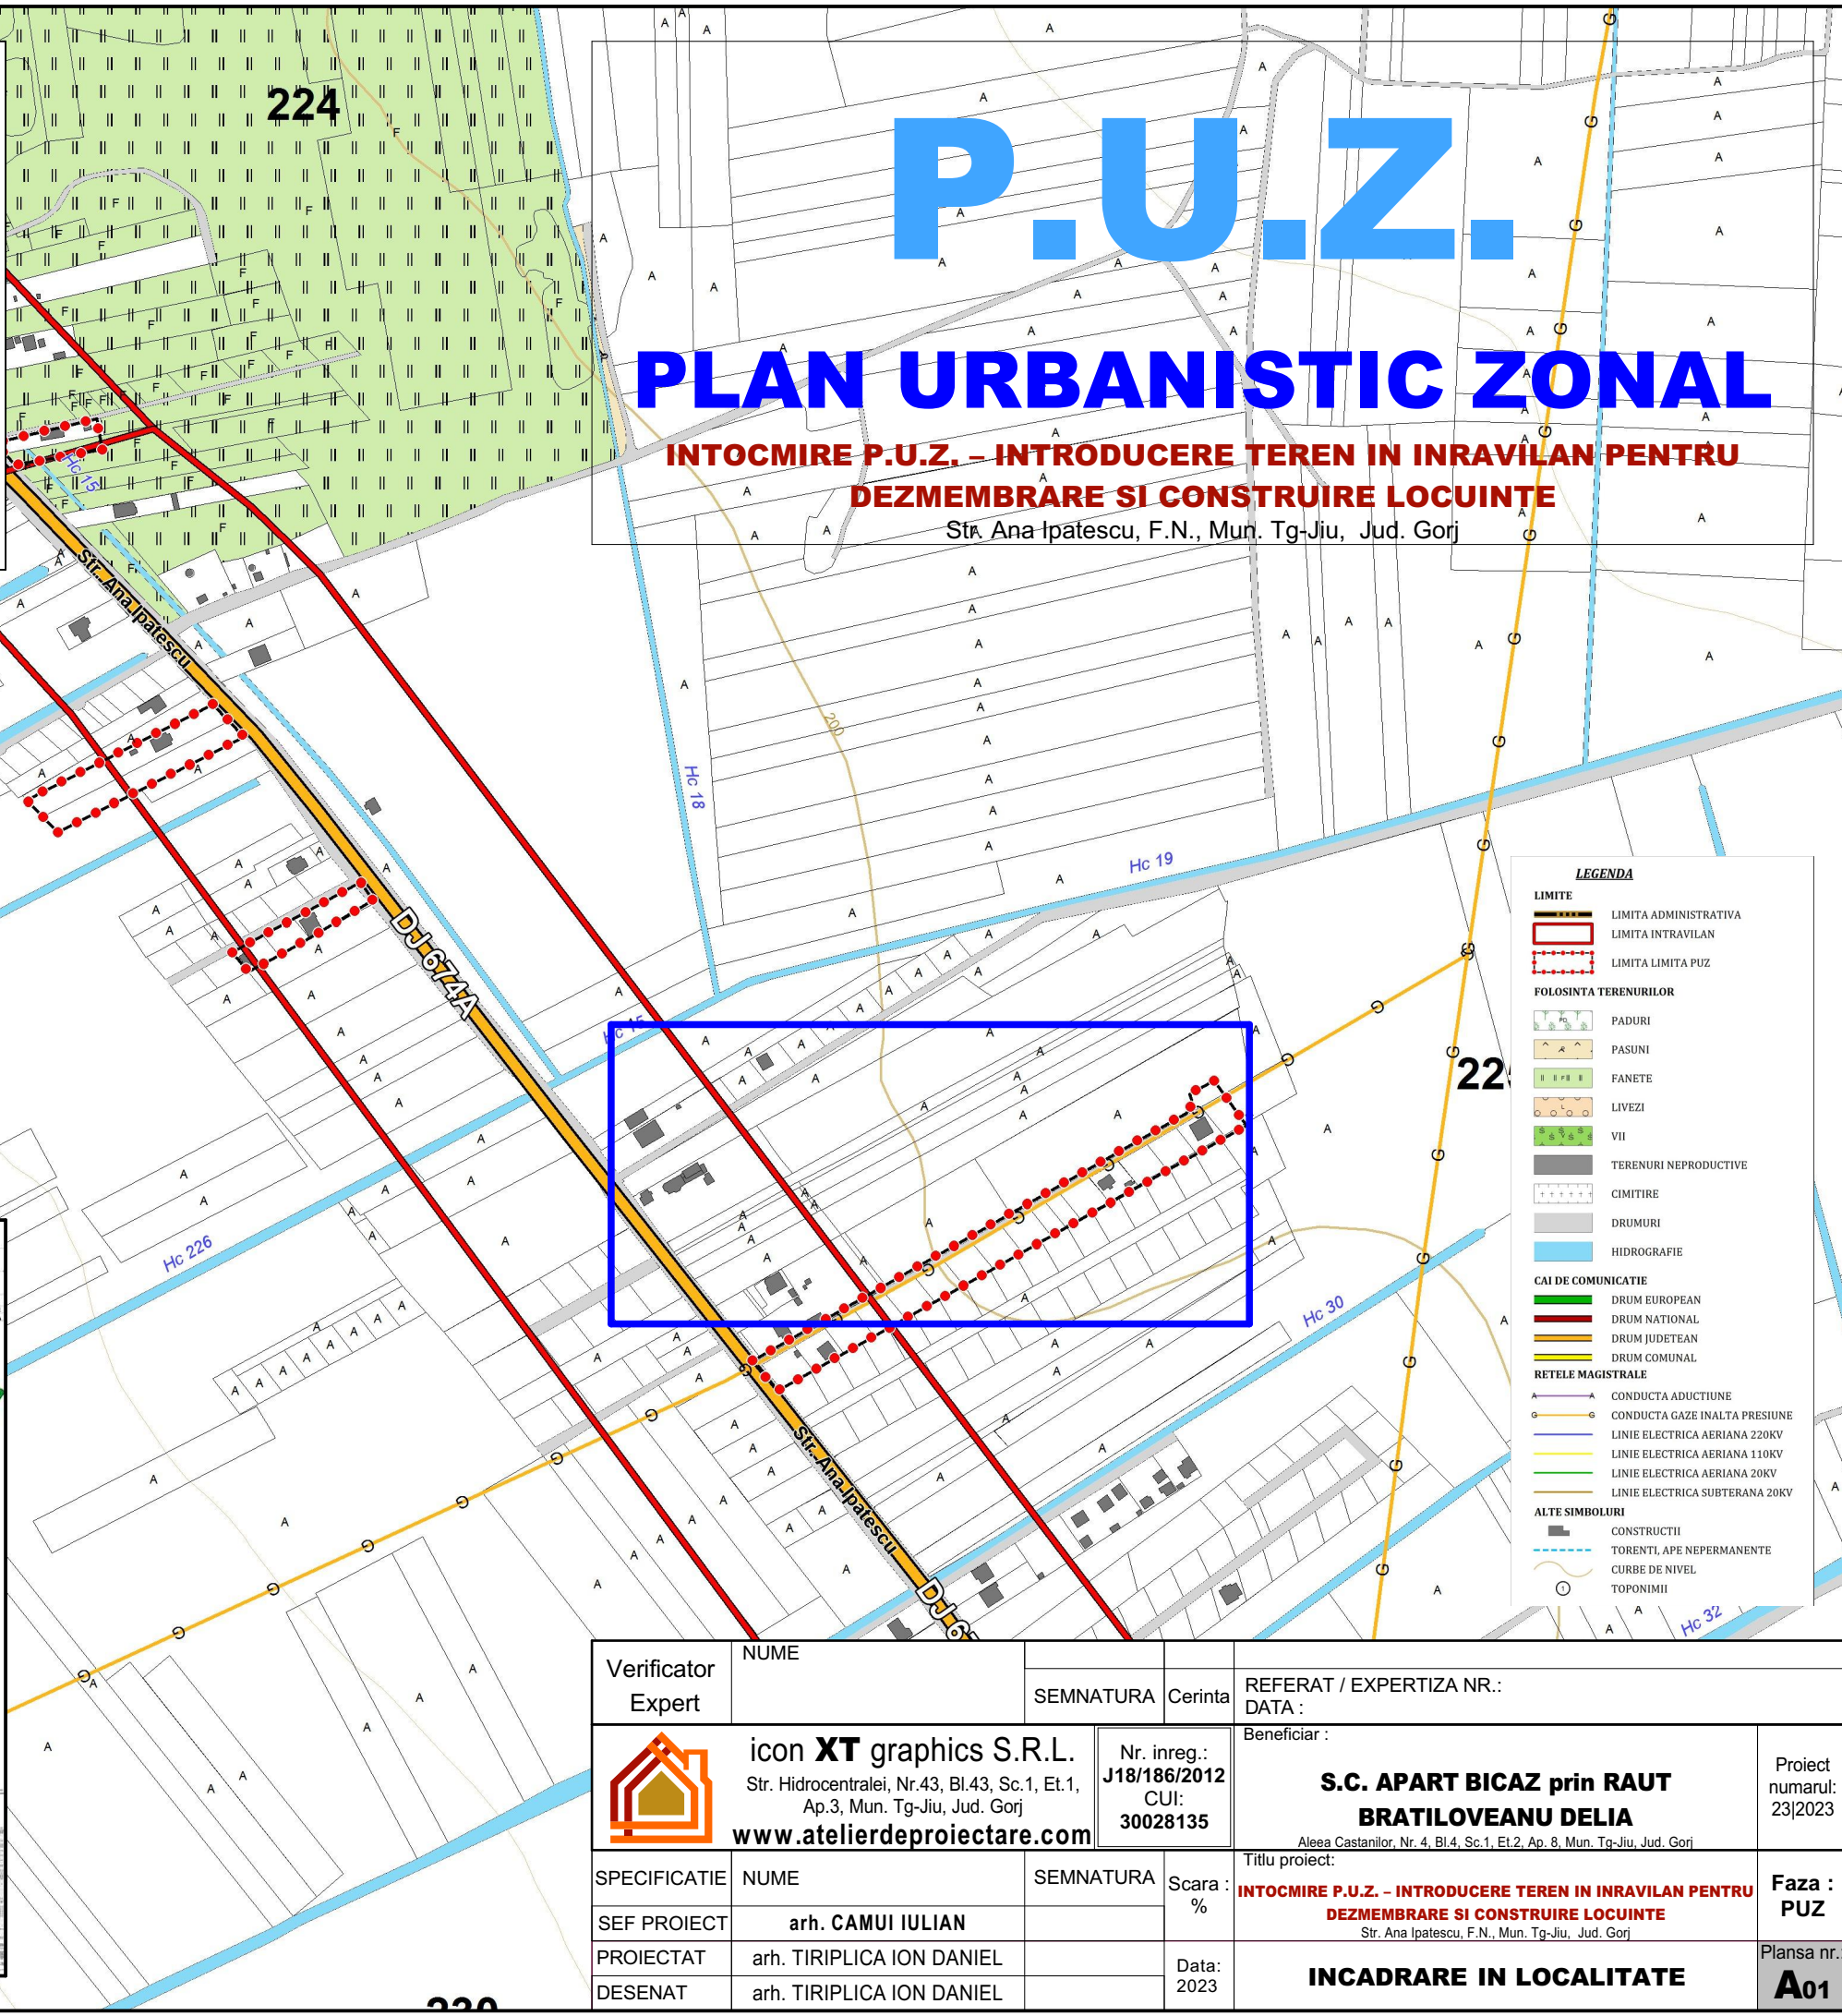 224
P.U.Z.
PLAN URBANISTIC ZONAL
INTOCMIRE P.U.Z. – INTRODUCERE TEREN IN INRAVILAN PENTRU
DEZMEMBRARE SI CONSTRUIRE LOCUINTE
Str. Ana Ipatescu, F.N., Mun. Tg-Jiu, Jud. Gorj
Hc 15
Str. Ana Ipatescu
200
Hc 18
Hc 19
DJ 674A
Hc 15
Hc 226
Hc 30
Str. Ana Ipatescu
Hc 32
LEGENDA
LIMITE
LIMITA ADMINISTRATIVA
LIMITA INTRAVILAN
LIMITA LIMITA PUZ
FOLOSINTA TERENURILOR
PADURI
PASUNI
FANETE
LIVEZI
VII
TERENURI NEPRODUCTIVE
CIMITIRE
DRUMURI
HIDROGRAFIE
CAI DE COMUNICATIE
DRUM EUROPEAN
DRUM NATIONAL
DRUM JUDETEAN
DRUM COMUNAL
RETELE MAGISTRALE
A A CONDUCTA ADUCTIUNE
G G CONDUCTA GAZE INALTA PRESIUNE
LINIE ELECTRICA AERIANA 220KV
LINIE ELECTRICA AERIANA 110KV
LINIE ELECTRICA AERIANA 20KV
LINIE ELECTRICA SUBTERANA 20KV
ALTE SIMBOLURI
CONSTRUCTII
TORENTI, APE NEPERMANENTE
CURBE DE NIVEL
1 TOPONIMII
Verificator
Expert
NUME
SEMNATURA
Cerinta
REFERAT / EXPERTIZA NR.:
DATA :
icon XT graphics S.R.L.
Str. Hidrocentralei, Nr.43, Bl.43, Sc.1, Et.1,
Ap.3, Mun. Tg-Jiu, Jud. Gorj
www.atelierdeproiectare.com
Nr. inreg.:
J18/186/2012
CUI:
30028135
Beneficiar :
S.C. APART BICAZ prin RAUT
BRATILOVEANU DELIA
Aleea Castanilor, Nr. 4, Bl.4, Sc.1, Et.2, Ap. 8, Mun. Tg-Jiu, Jud. Gorj
Proiect
numarul:
23|2023
SPECIFICATIE
NUME
SEMNATURA
Scara :
%
Titlu proiect:
INTOCMIRE P.U.Z. – INTRODUCERE TEREN IN INRAVILAN PENTRU
DEZMEMBRARE SI CONSTRUIRE LOCUINTE
Str. Ana Ipatescu, F.N., Mun. Tg-Jiu, Jud. Gorj
Faza :
PUZ
SEF PROIECT
arh. CAMUI IULIAN
PROIECTAT
arh. TIRIPLICA ION DANIEL
DESENAT
arh. TIRIPLICA ION DANIEL
Data:
2023
INCADRARE IN LOCALITATE
Plansa nr.:
A01